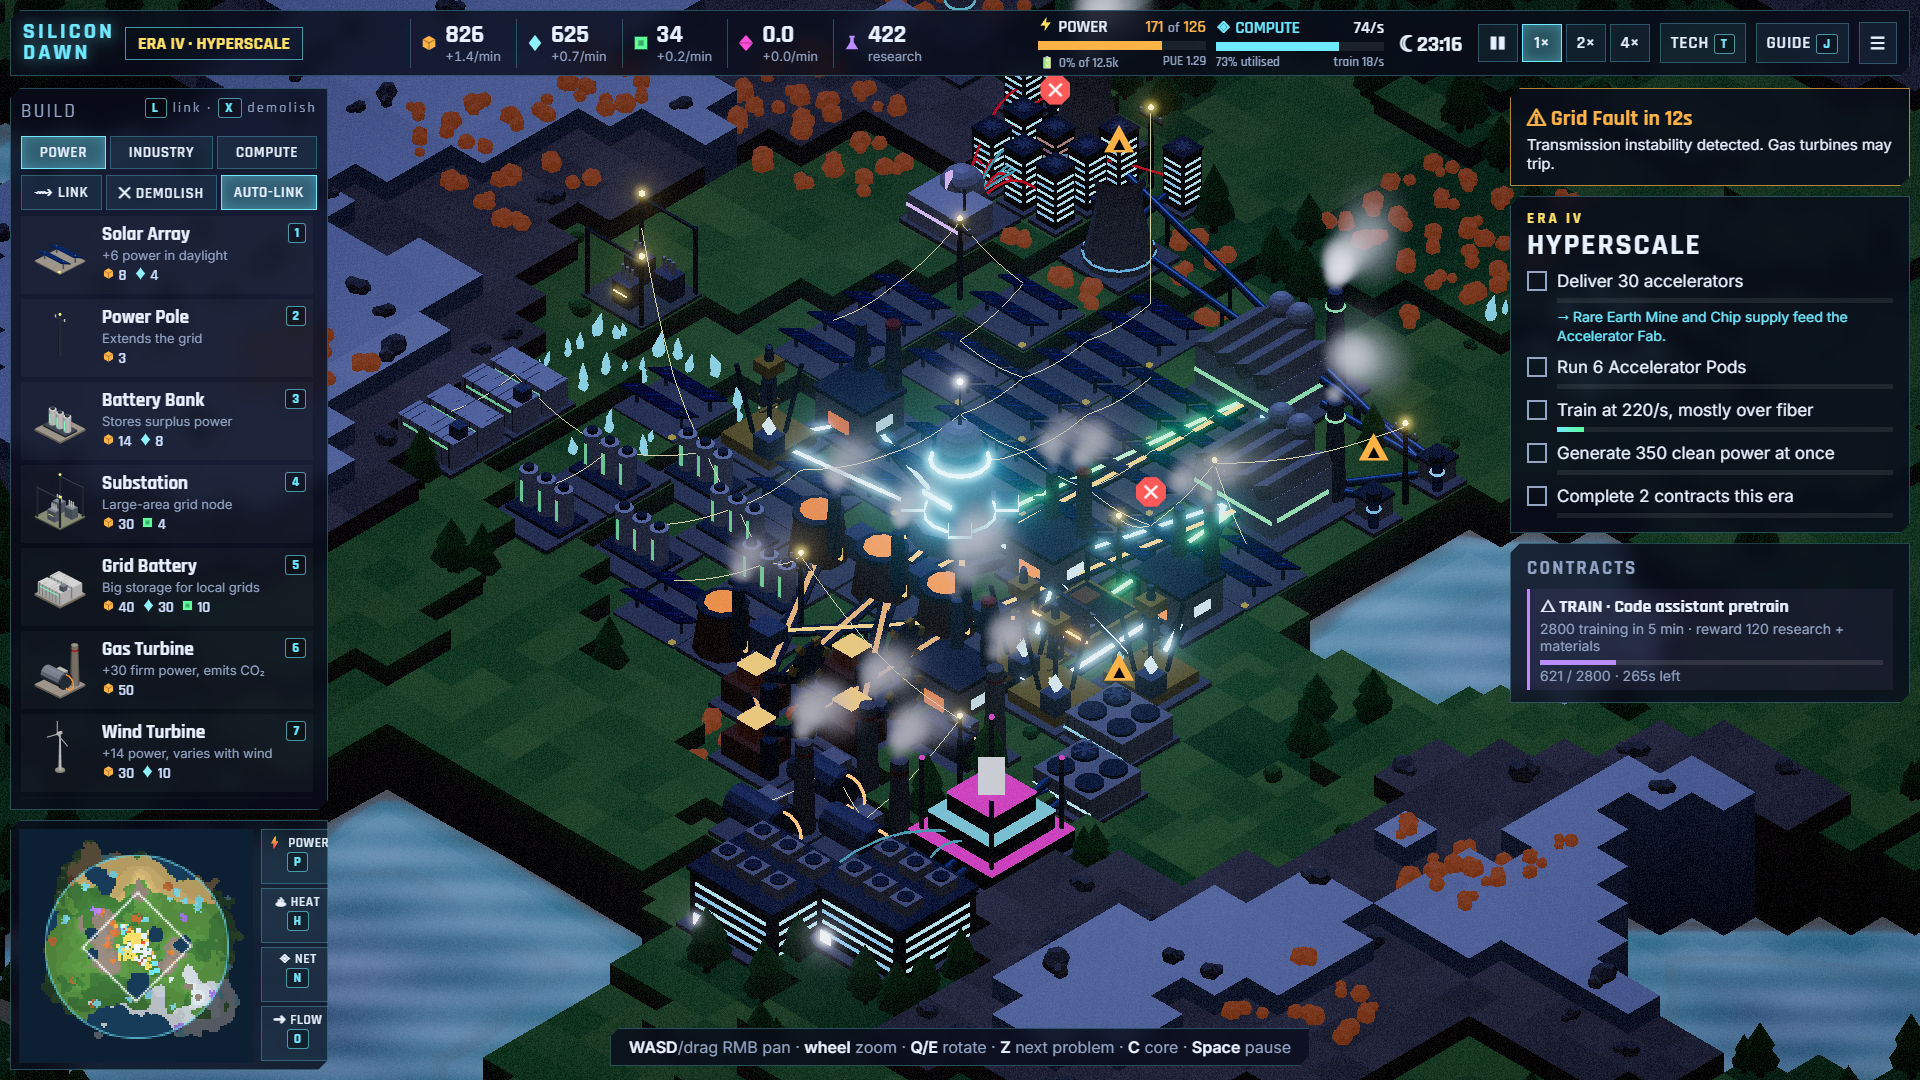 SILICON
DAWN
ERA IV · HYPERSCALE
826
+1.4/min
625
+0.7/min
34
+0.2/min
0.0
+0.0/min
422
research
POWER 171 of 126
0% of 12.5k PUE 1.29
COMPUTE 74/s
73% utilised train 18/s
23:16
1×
2×
4×
TECH T
GUIDE J
BUILD
L link · X demolish
POWER
INDUSTRY
COMPUTE
LINK
DEMOLISH
AUTO-LINK
Solar Array 1
+6 power in daylight
8 4
Power Pole 2
Extends the grid
3
Battery Bank 3
Stores surplus power
14 8
Substation 4
Large-area grid node
30 4
Grid Battery 5
Big storage for local grids
40 30 10
Gas Turbine 6
+30 firm power, emits CO₂
50
Wind Turbine 7
+14 power, varies with wind
30 10
POWER
P
HEAT
H
NET
N
FLOW
O
Grid Fault in 12s
Transmission instability detected. Gas turbines may
trip.
ERA IV
HYPERSCALE
Deliver 30 accelerators
→ Rare Earth Mine and Chip supply feed the
Accelerator Fab.
Run 6 Accelerator Pods
Train at 220/s, mostly over fiber
Generate 350 clean power at once
Complete 2 contracts this era
CONTRACTS
TRAIN · Code assistant pretrain
2800 training in 5 min · reward 120 research +
materials
621 / 2800 · 265s left
WASD/drag RMB pan · wheel zoom · Q/E rotate · Z next problem · C core · Space pause